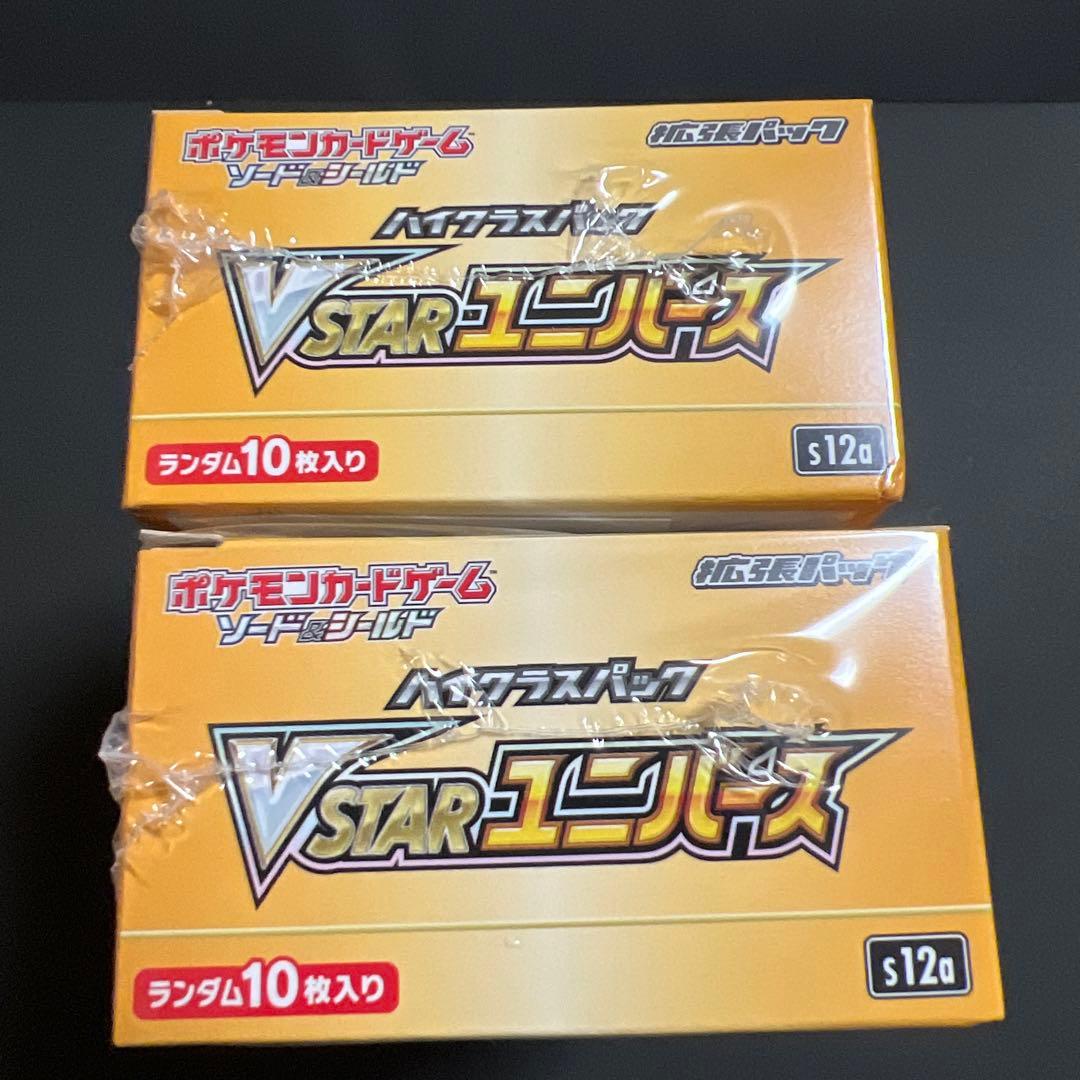 ポケモンカードゲーム™
拡張パック
ソード&シールド
ハイクラスパック
VSTARユニバース
ランダム10枚入り
s12a
ポケモンカードゲーム™
拡張パック
ソード&シールド
ハイクラスパック
VSTARユニバース
ランダム10枚入り
s12a